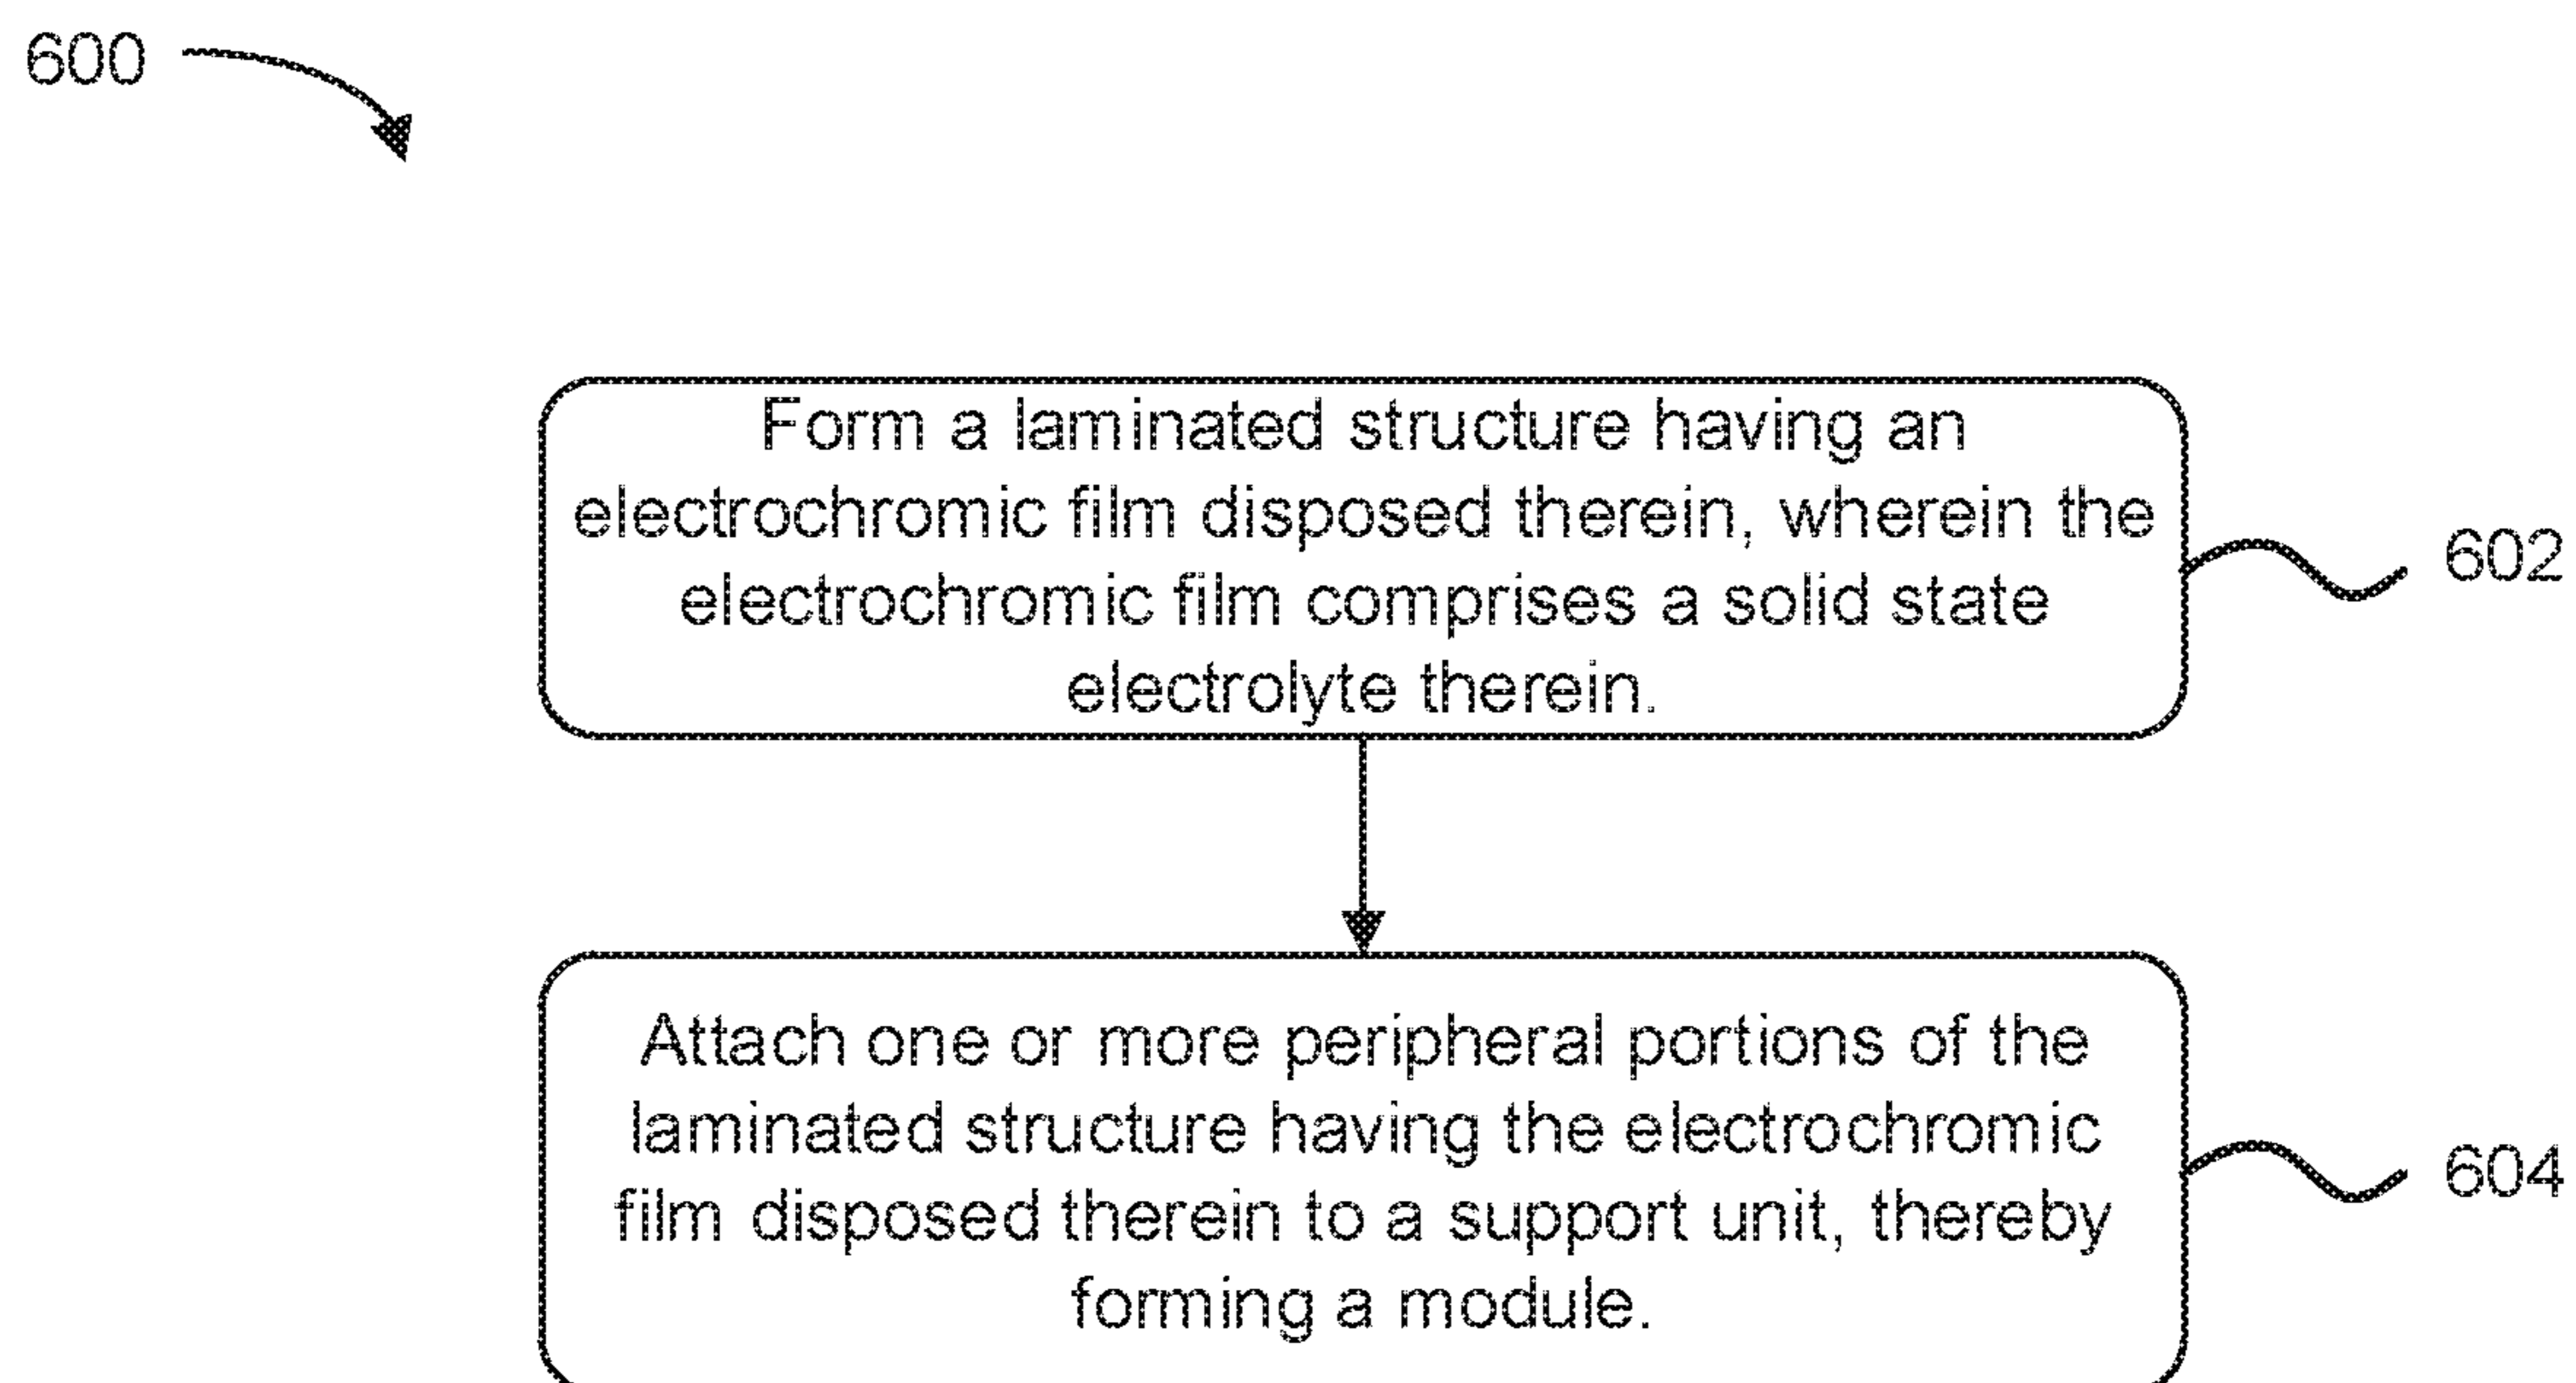 600
Form a laminated structure having an
electrochromic film disposed therein, wherein the
electrochromic film comprises a solid state
electrolyte therein.
602
Attach one or more peripheral portions of the
laminated structure having the electrochromic
film disposed therein to a support unit, thereby
forming a module.
604